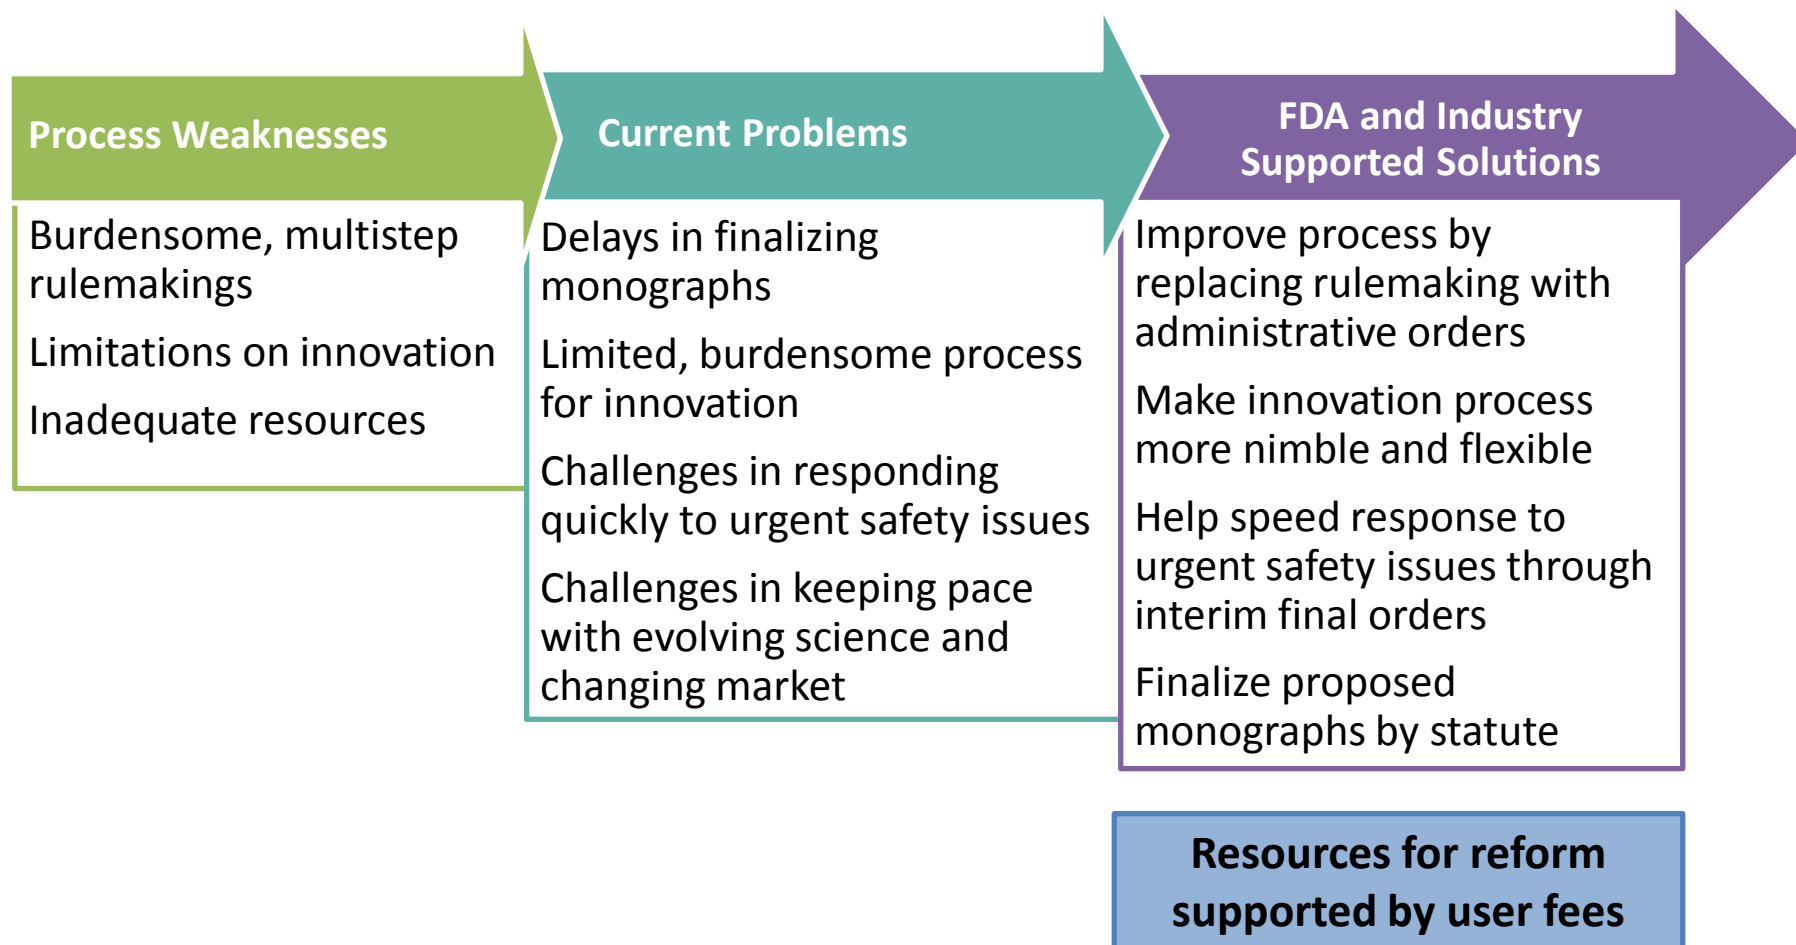 Process Weaknesses
Burdensome, multistep
rulemakings
Limitations on innovation
Inadequate resources
Current Problems
Delays in finalizing
monographs
Limited, burdensome process
for innovation
Challenges in responding
quickly to urgent safety issues
Challenges in keeping pace
with evolving science and
changing market
FDA and Industry
Supported Solutions
Improve process by
replacing rulemaking with
administrative orders
Make innovation process
more nimble and flexible
Help speed response to
urgent safety issues through
interim final orders
Finalize proposed
monographs by statute
Resources for reform
supported by user fees